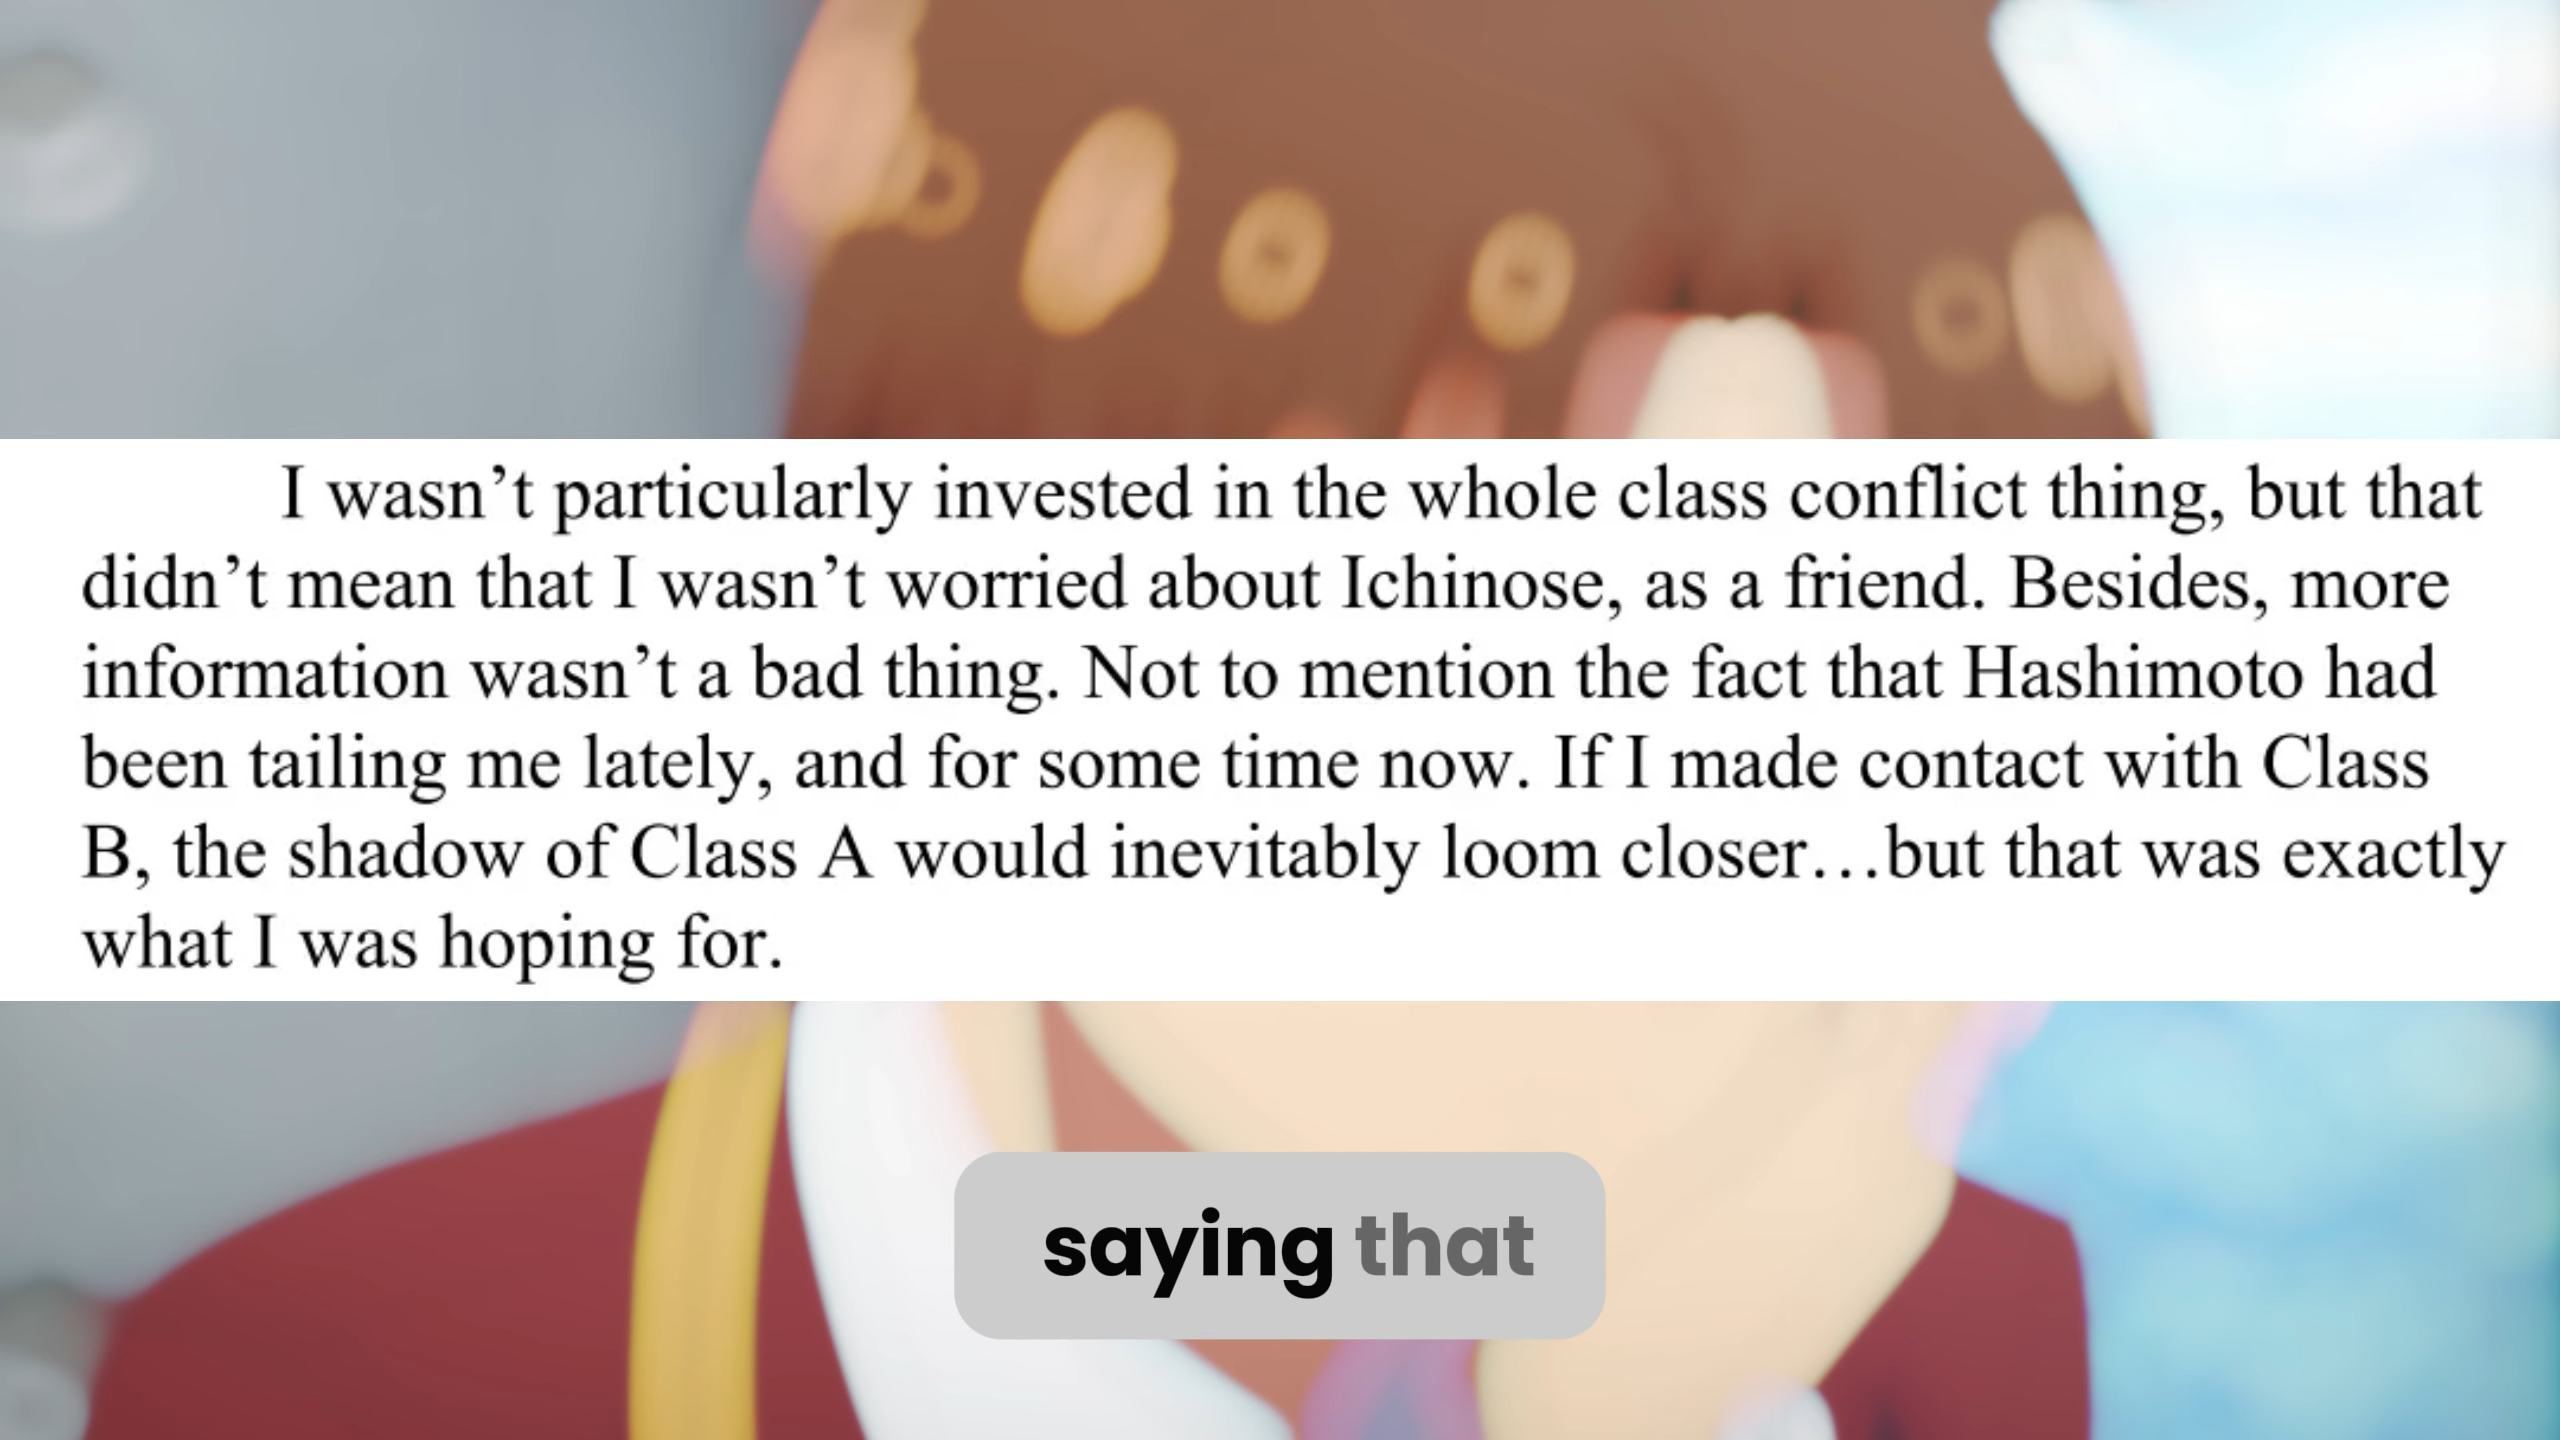 I wasn’t particularly invested in the whole class conflict thing, but that
didn’t mean that I wasn’t worried about Ichinose, as a friend. Besides, more
information wasn’t a bad thing. Not to mention the fact that Hashimoto had
been tailing me lately, and for some time now. If I made contact with Class
B, the shadow of Class A would inevitably loom closer…but that was exactly
what I was hoping for.
saying that